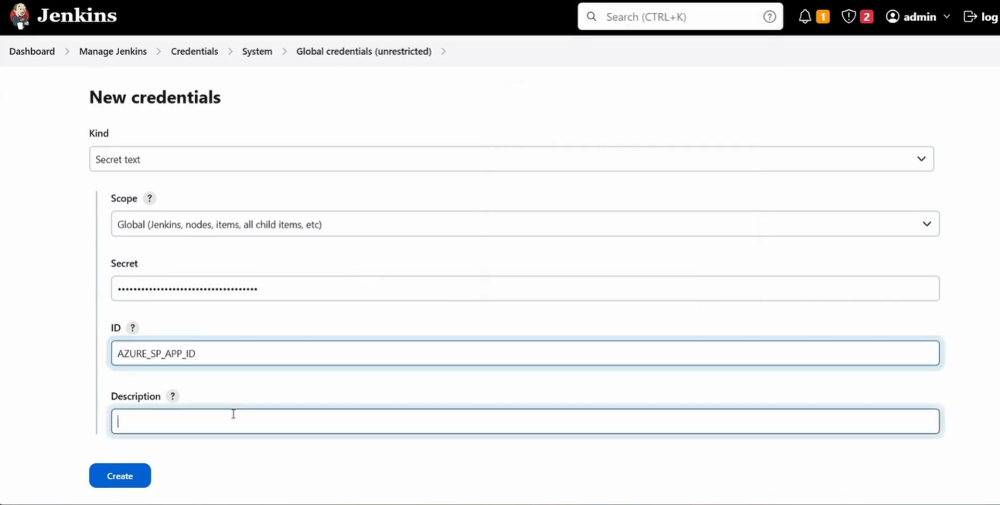 Jenkins
Search (CTRL+K) ?
1
2
admin
log
Dashboard > Manage Jenkins > Credentials > System > Global credentials (unrestricted) >
New credentials
Kind
Secret text
Scope ?
Global (Jenkins, nodes, items, all child items, etc)
Secret
••••••••••••••••••••••••••••••••••••
ID ?
AZURE_SP_APP_ID
Description ?
Create